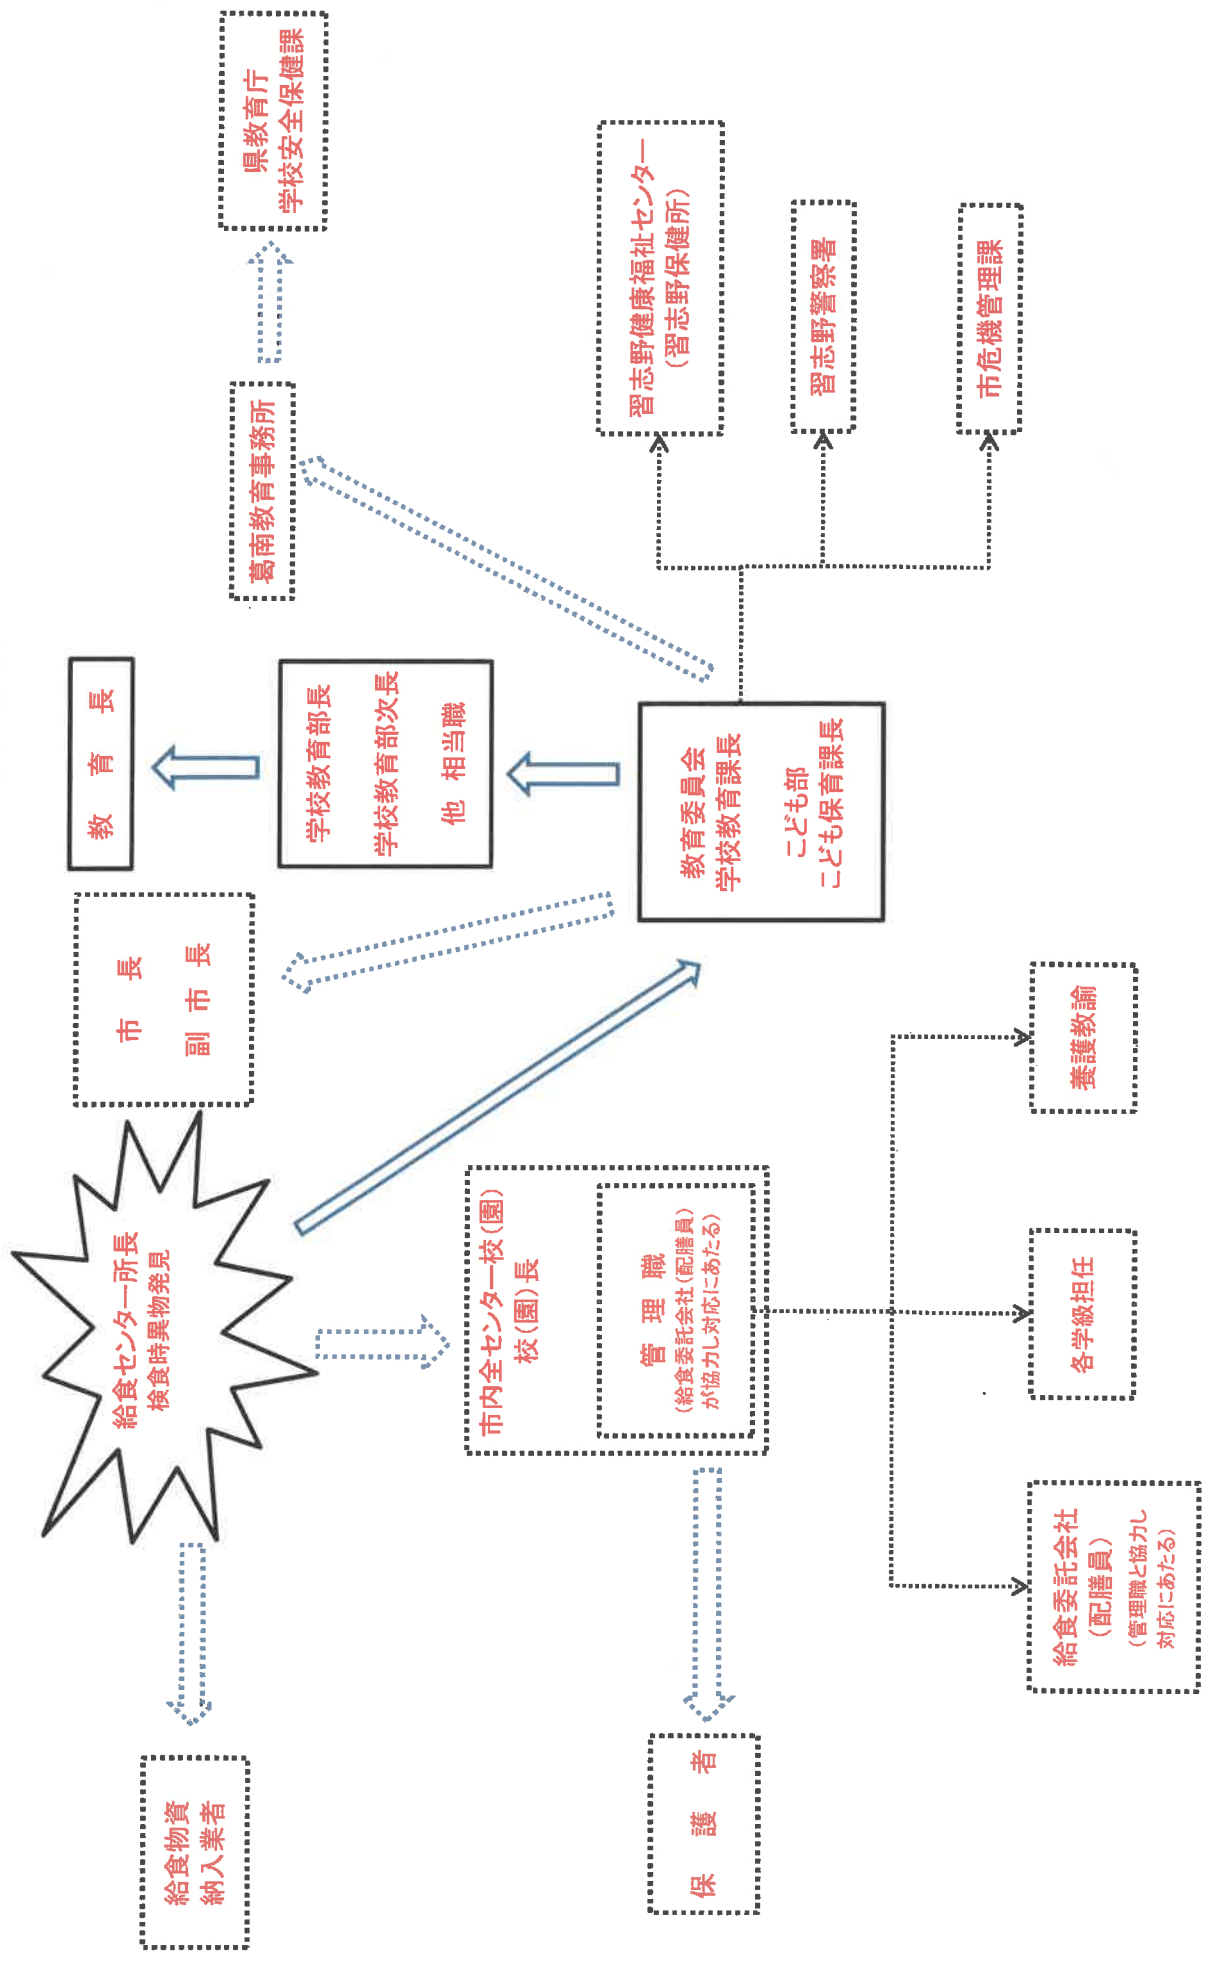 給食物資
納入業者
給食センター所長
検食時異物発見
市　長
副　市　長
教　育　長
学校教育部長
学校教育部次長
他　相当職
葛南教育事務所
県教育庁
学校安全保健課
保　護　者
市内全センター校(園)
校(園)長
管　理　職
(給食委託会社(配膳員)
が協力し対応にあたる)
教育委員会
学校教育課長
こども部
こども保育課長
習志野健康福祉センター
(習志野保健所)
習志野警察署
市危機管理課
給食委託会社
(配膳員)
(管理職と協力し
対応にあたる)
各学級担任
養護教諭